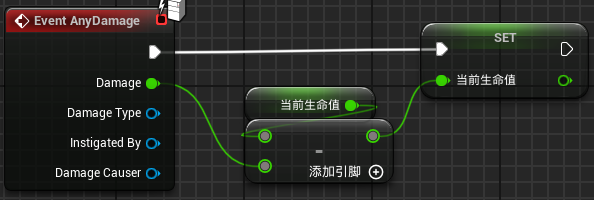 Event AnyDamage
Damage
Damage Type
Instigated By
Damage Causer
当前生命值
-
添加引脚
SET
当前生命值